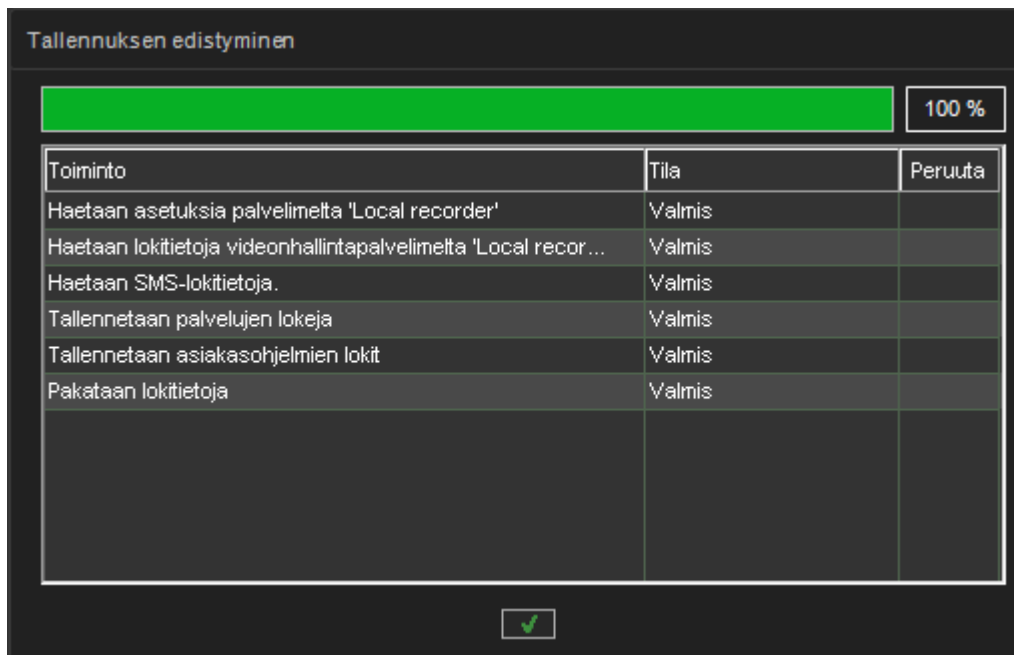 Tallennuksen edistyminen
100 %
Toiminto Tila Peruuta
Haetaan asetuksia palvelimelta 'Local recorder' Valmis
Haetaan lokitietoja videonhallintapalvelimelta 'Local recor... Valmis
Haetaan SMS-lokitietoja. Valmis
Tallennetaan palvelujen lokeja Valmis
Tallennetaan asiakasohjelmien lokit Valmis
Pakataan lokitietoja Valmis